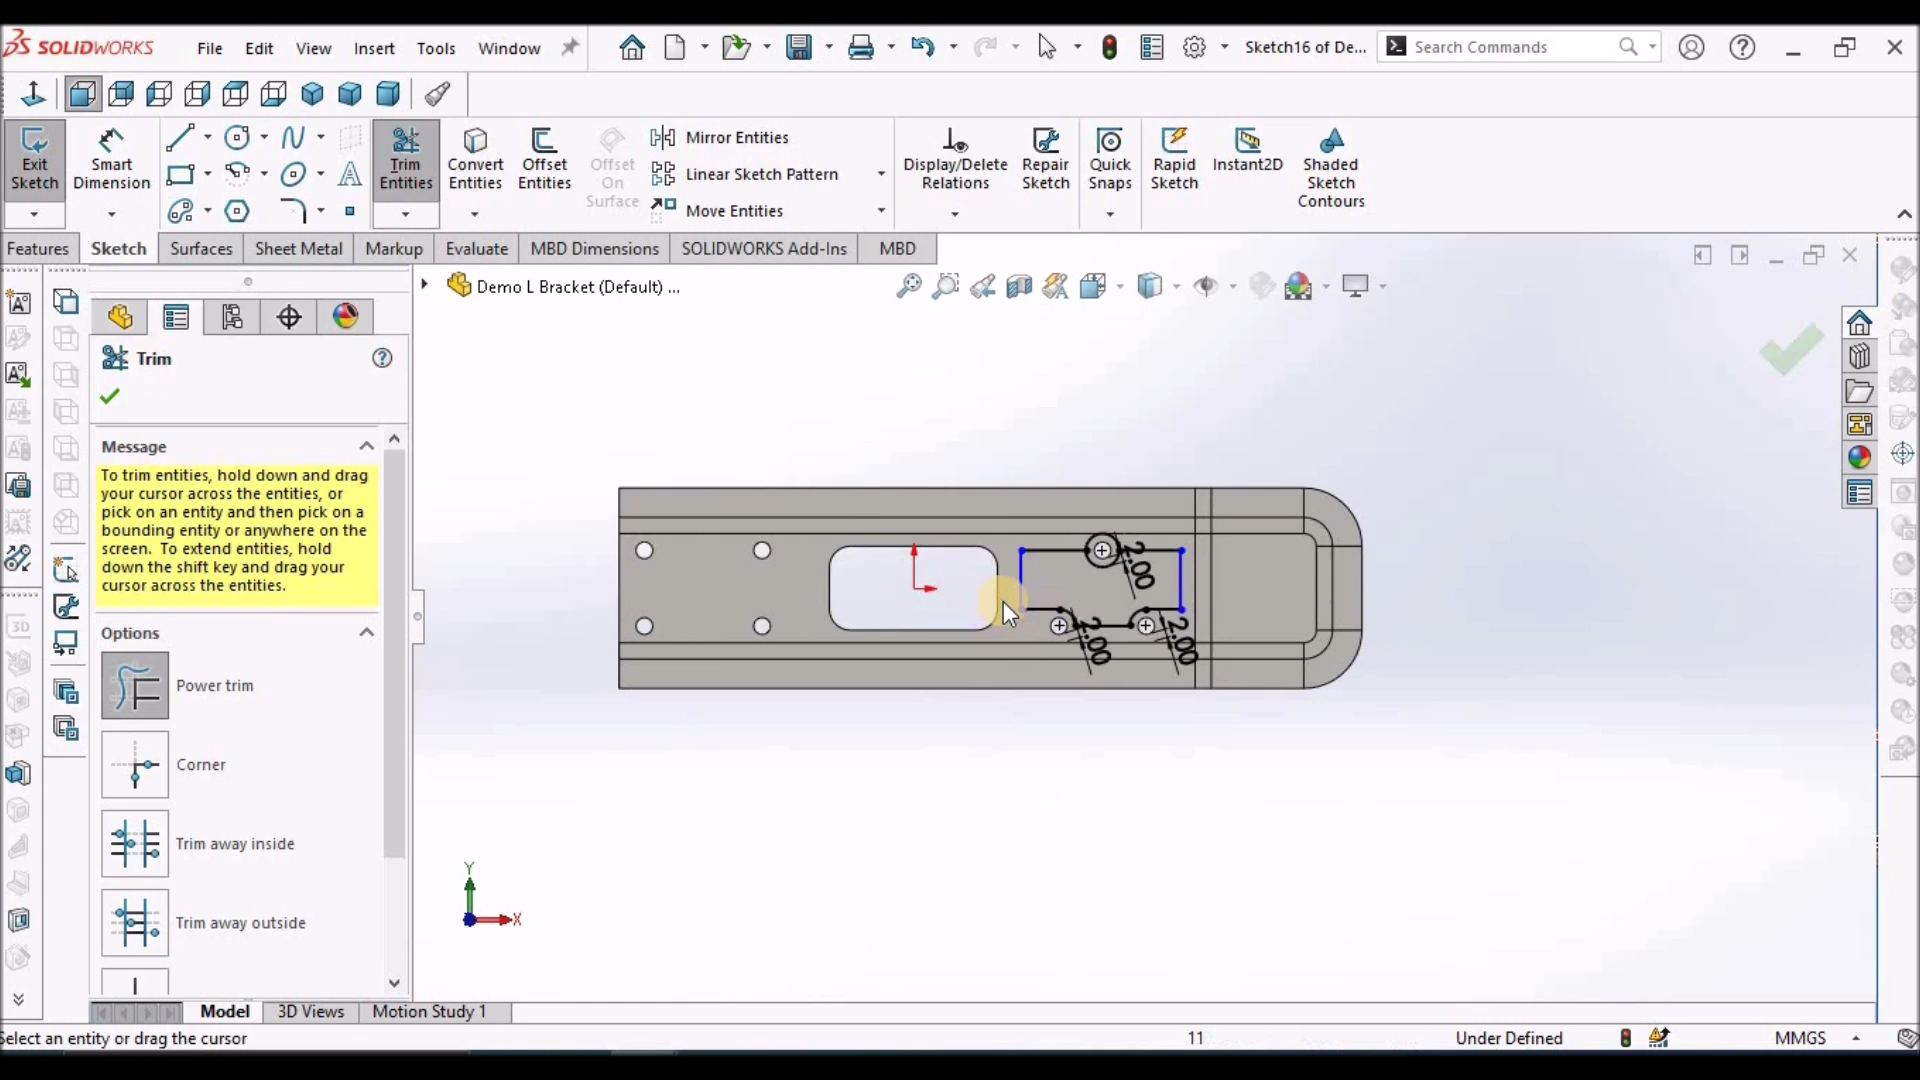 SOLIDWORKS
File
Edit
View
Insert
Tools
Window
Sketch16 of De...
Search Commands
Exit
Sketch
Smart
Dimension
Trim
Entities
Convert
Entities
Offset
Entities
Offset
On
Surface
Mirror Entities
Linear Sketch Pattern
Move Entities
Display/Delete
Relations
Repair
Sketch
Quick
Snaps
Rapid
Sketch
Instant2D
Shaded
Sketch
Contours
Features
Sketch
Surfaces
Sheet Metal
Markup
Evaluate
MBD Dimensions
SOLIDWORKS Add-Ins
MBD
Demo L Bracket (Default) ...
Trim
Message
To trim entities, hold down and drag
your cursor across the entities, or
pick on an entity and then pick on a
bounding entity or anywhere on the
screen. To extend entities, hold
down the shift key and drag your
cursor across the entities.
Options
Power trim
Corner
Trim away inside
Trim away outside
2.00
2.00
2.00
Y
X
Model
3D Views
Motion Study 1
Select an entity or drag the cursor
11
Under Defined
MMGS